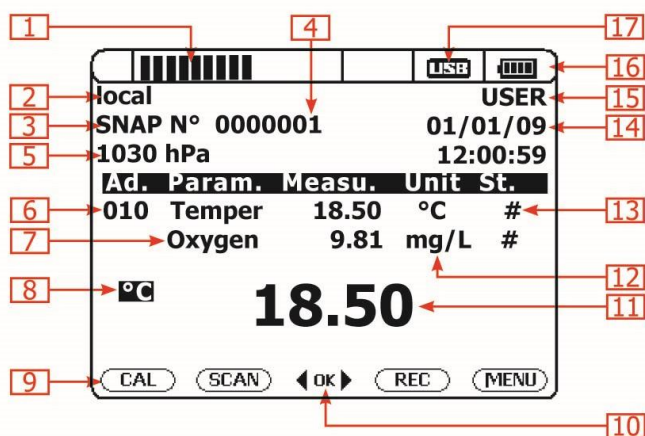 1 4 17
USB 16
2 local USER 15
3 SNAP N° 0000001 01/01/09 14
5 1030 hPa 12:00:59
Ad. Param. Measu. Unit St.
6 010 Temper 18.50 °C # 13
7 Oxygen 9.81 mg/L #
12
8 °C 18.50 11
9 CAL SCAN OK REC MENU
10